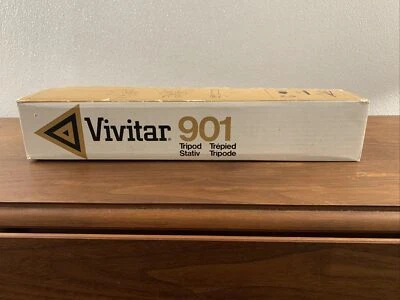 Vivitar® 901
Tripod Trépied
Stativ Tripode